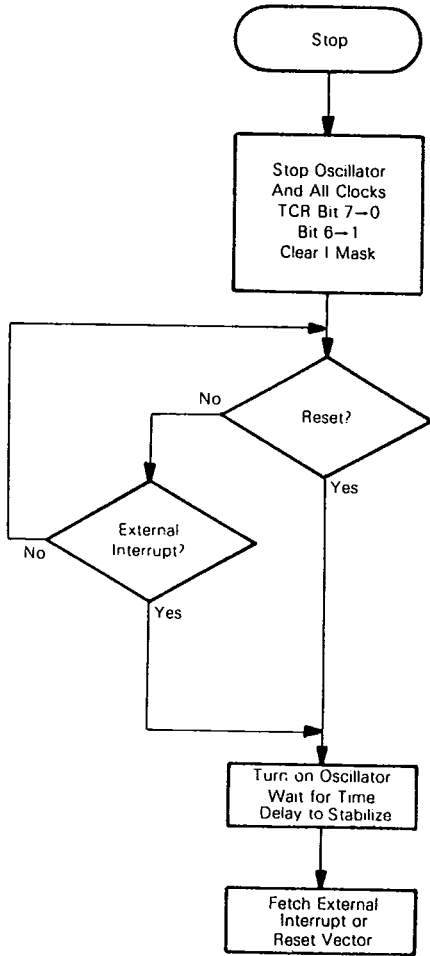 Stop
Stop Oscillator
And All Clocks
TCR Bit 7→0
Bit 6→1
Clear I Mask
No
Reset?
Yes
External
Interrupt?
No
Yes
Turn on Oscillator
Wait for Time
Delay to Stabilize
Fetch External
Interrupt or
Reset Vector